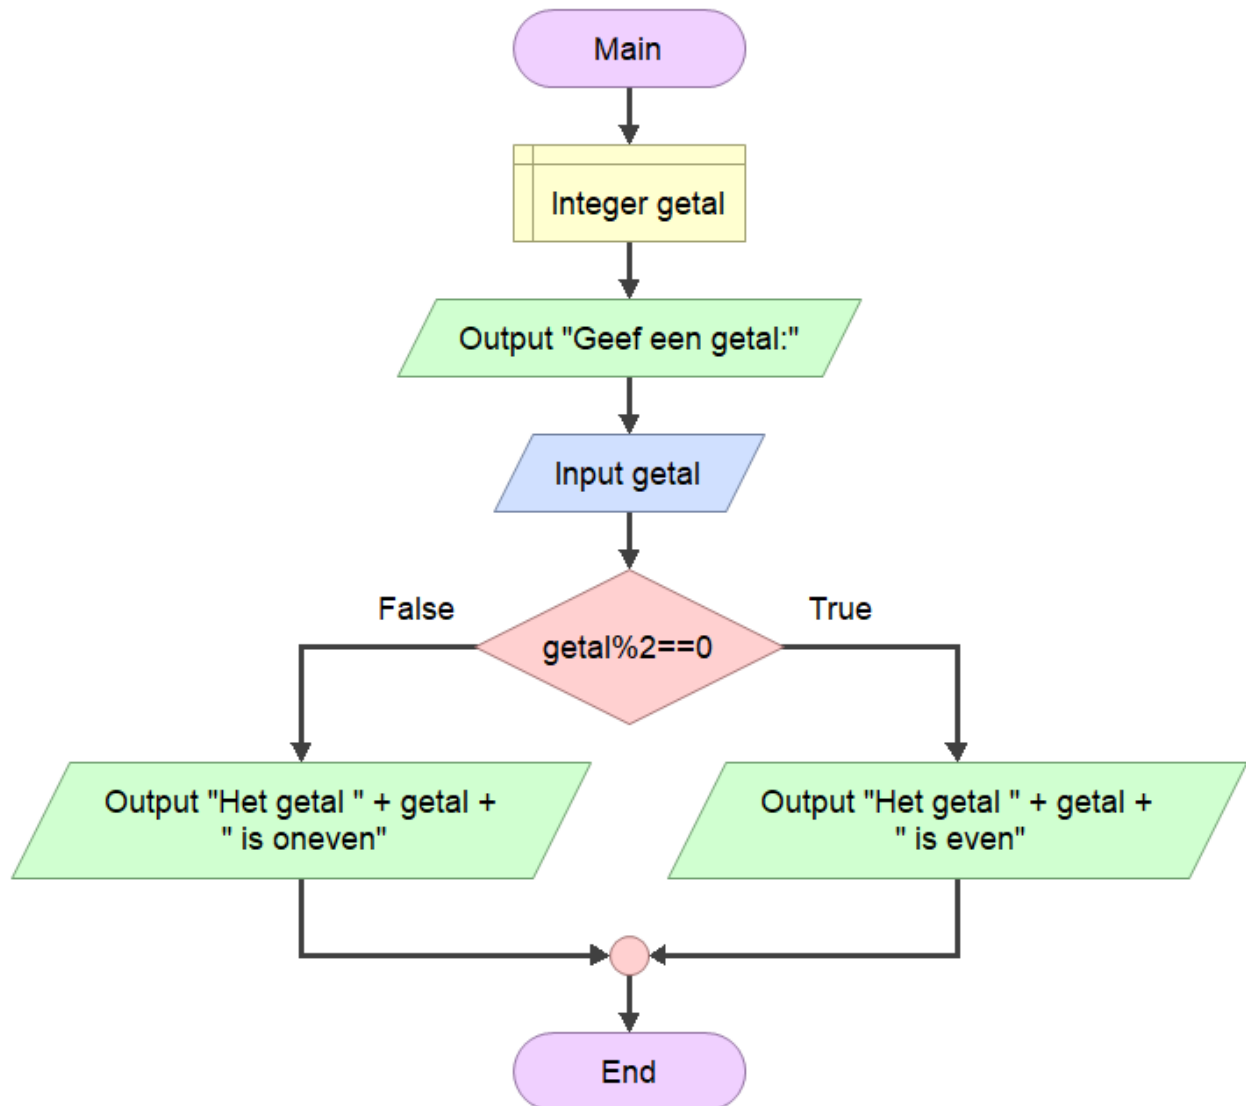 Main
Integer getal
Output "Geef een getal:"
Input getal
False
True
getal%2==0
Output "Het getal " + getal +
" is oneven"
Output "Het getal " + getal +
" is even"
End